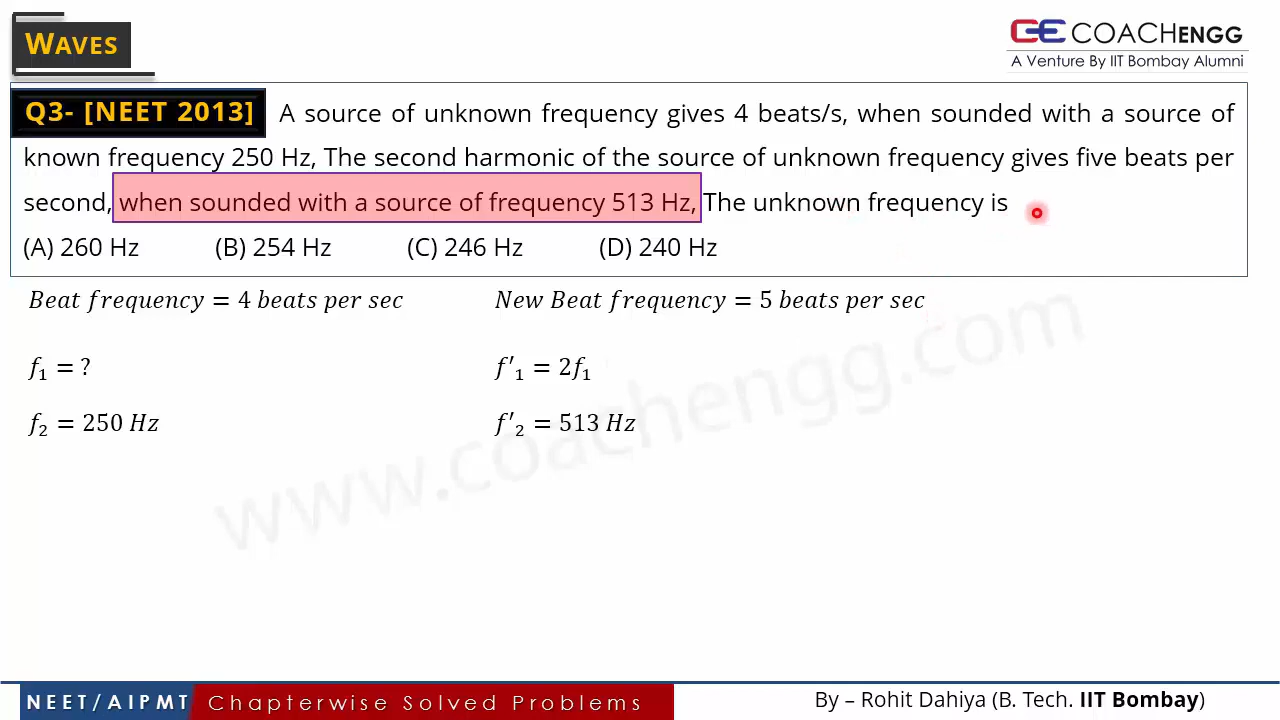 WAVES
COACHENGG
A Venture By IIT Bombay Alumni
Q3- [NEET 2013] A source of unknown frequency gives 4 beats/s, when sounded with a source of
known frequency 250 Hz, The second harmonic of the source of unknown frequency gives five beats per
second, when sounded with a source of frequency 513 Hz, The unknown frequency is
(A) 260 Hz (B) 254 Hz (C) 246 Hz (D) 240 Hz
Beat frequency = 4 beats per sec New Beat frequency = 5 beats per sec
f₁ = ? f'₁ = 2f₁
f₂ = 250 Hz f'₂ = 513 Hz
www.coachengg.com
NEET/AIPMT Chapterwise Solved Problems By – Rohit Dahiya (B. Tech. IIT Bombay)